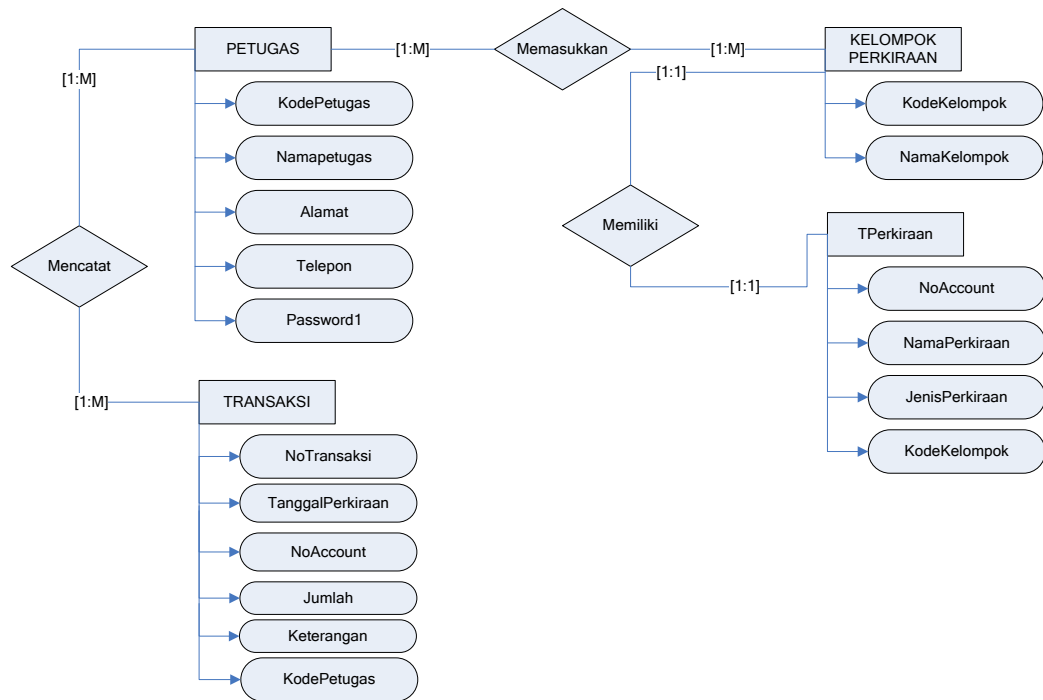 PETUGAS
[1:M]
Memasukkan
[1:M]
KELOMPOK
PERKIRAAN
[1:M]
[1:1]
KodePetugas
KodeKelompok
Namapetugas
NamaKelompok
Alamat
Memiliki
TPerkiraan
Mencatat
Telepon
[1:1]
NoAccount
Password1
NamaPerkiraan
[1:M]
TRANSAKSI
JenisPerkiraan
NoTransaksi
KodeKelompok
TanggalPerkiraan
NoAccount
Jumlah
Keterangan
KodePetugas